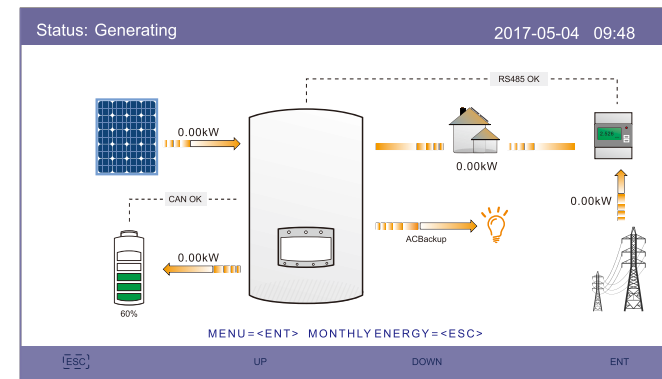 Status: Generating
2017-05-04 09:48
RS485 OK
0.00kW
0.00kW
0.00kW
CAN OK
0.00kW
ACBackup
60%
MENU=<ENT> MONTHLY ENERGY=<ESC>
ESC UP DOWN ENT